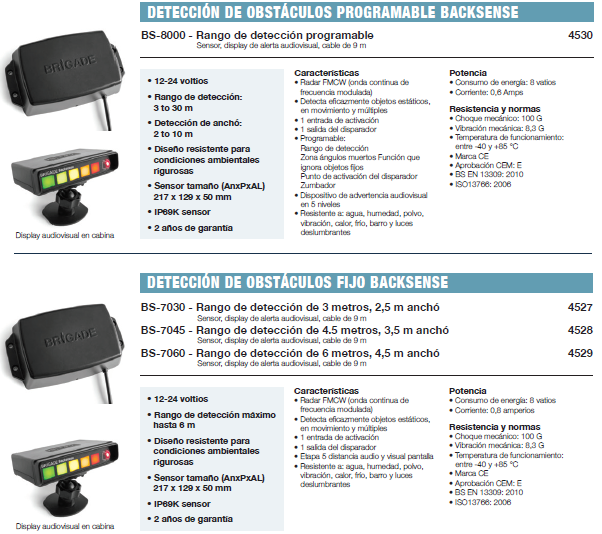 DETECCIÓN DE OBSTÁCULOS PROGRAMABLE BACKSENSE
BS-8000 - Rango de detección programable 4530
Sensor, display de alerta audiovisual, cable de 9 m
BRIGADE
Display audiovisual en cabina
• 12-24 voltios
• Rango de detección:
3 to 30 m
• Detección de anchó:
2 to 10 m
• Diseño resistente para
condiciones ambientales
rigurosas
• Sensor tamaño (AnxPxAL)
217 x 129 x 50 mm
• IP69K sensor
• 2 años de garantía
Características
• Radar FMCW (onda continua de
frecuencia modulada)
• Detecta eficazmente objetos estáticos,
en movimiento y múltiples
• 1 entrada de activación
• 1 salida del disparador
• Programable:
Rango de detección
Zona ángulos muertos Función que
ignora objetos fijos
Punto de activación del disparador
Zumbador
• Dispositivo de advertencia audiovisual
en 5 niveles
• Resistente a: agua, humedad, polvo,
vibración, calor, frío, barro y luces
deslumbrantes
Potencia
• Consumo de energía: 8 vatios
• Corriente: 0,6 Amps
Resistencia y normas
• Choque mecánico: 100 G
• Vibración mecánica: 8,3 G
• Temperatura de funcionamiento:
entre -40 y +85 °C
• Marca CE
• Aprobación CEM: E
• BS EN 13309: 2010
• ISO13766: 2006
DETECCIÓN DE OBSTÁCULOS FIJO BACKSENSE
BS-7030 - Rango de detección de 3 metros, 2,5 m anchó 4527
Sensor, display de alerta audiovisual, cable de 9 m
BS-7045 - Rango de detección de 4.5 metros, 3,5 m anchó 4528
Sensor, display de alerta audiovisual, cable de 9 m
BS-7060 - Rango de detección de 6 metros, 4,5 m anchó 4529
Sensor, display de alerta audiovisual, cable de 9 m
BRIGADE
Display audiovisual en cabina
• 12-24 voltios
• Rango de detección máximo
hasta 6 m
• Diseño resistente para
condiciones ambientales
rigurosas
• Sensor tamaño (AnxPxAL)
217 x 129 x 50 mm
• IP69K sensor
• 2 años de garantía
Características
• Radar FMCW (onda continua de
frecuencia modulada)
• Detecta eficazmente objetos estáticos,
en movimiento y múltiples
• 1 entrada de activación
• 1 salida del disparador
• Etapa 5 distancia audio y visual pantalla
• Resistente a: agua, humedad, polvo,
vibración, calor, frío, barro y luces
deslumbrantes
Potencia
• Consumo de energía: 8 vatios
• Corriente: 0,8 amperios
Resistencia y normas
• Choque mecánico: 100 G
• Vibración mecánica: 8,3 G
• Temperatura de funcionamiento:
entre -40 y +85 °C
• Marca CE
• Aprobación CEM: E
• BS EN 13309: 2010
• ISO13766: 2006